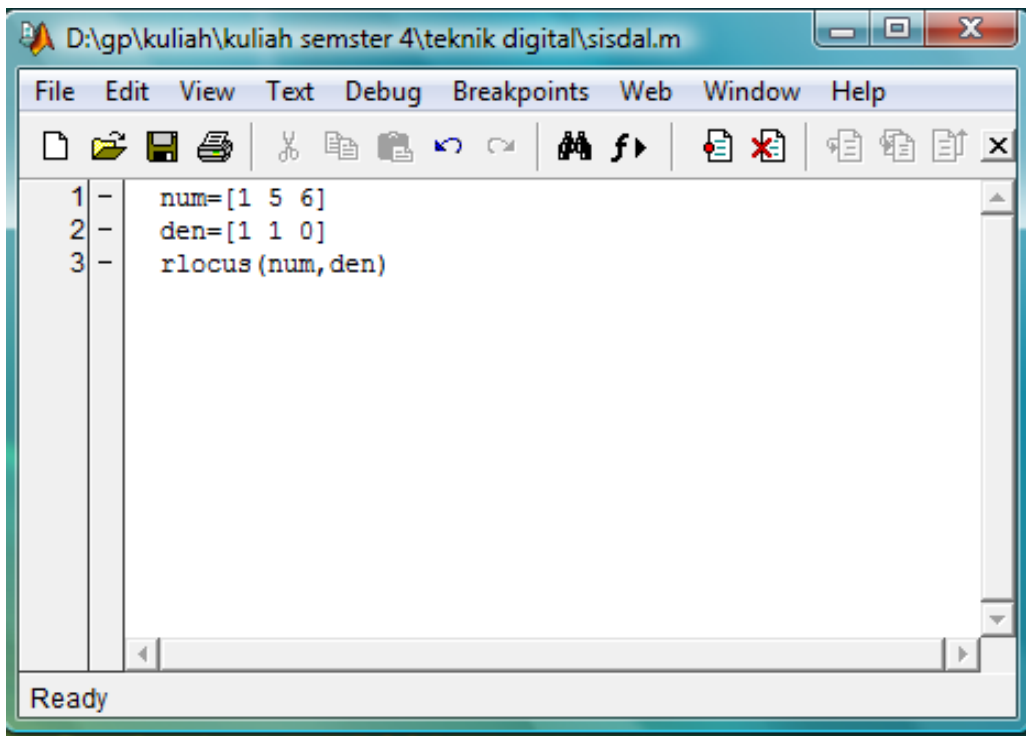 D:\gp\kuliah\kuliah semster 4\teknik digital\sisdal.m
File Edit View Text Debug Breakpoints Web Window Help
1 - num=[1 5 6]
2 - den=[1 1 0]
3 - rlocus(num,den)
Ready